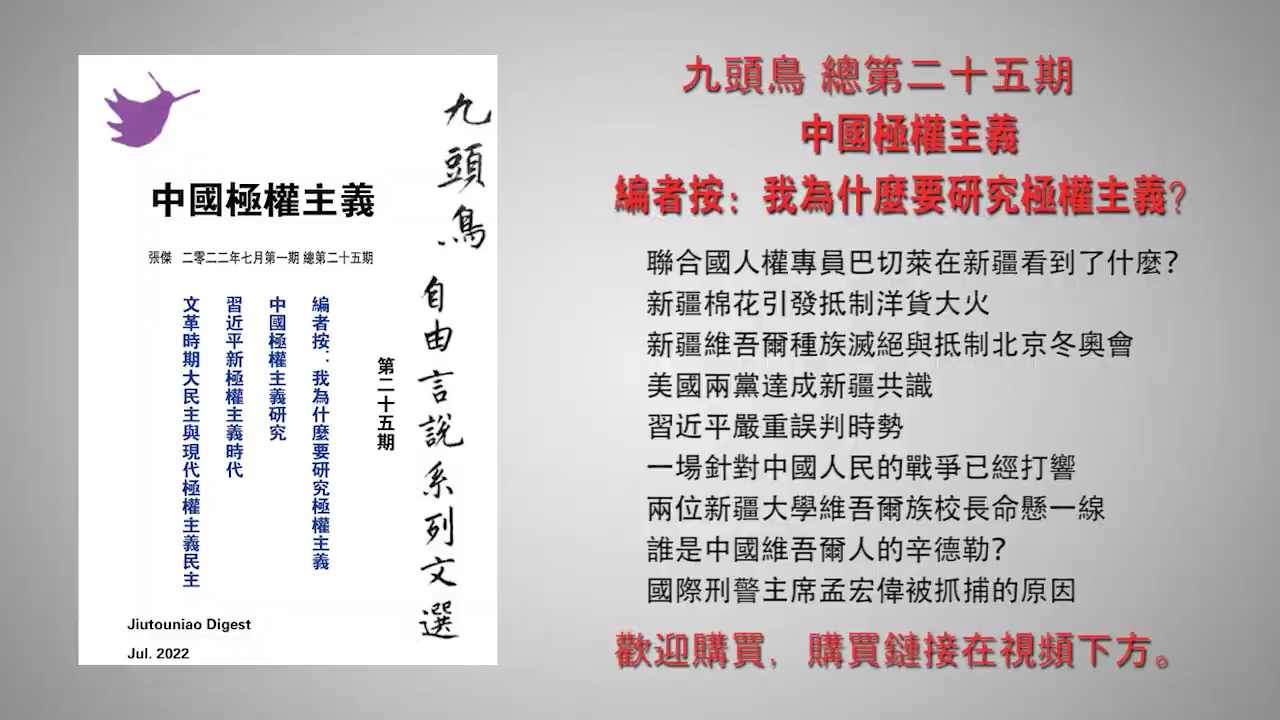 九頭鳥
自由言說系列文選
第二十五期
中國極權主義
張傑 二零二二年七月第一期 總第二十五期
編者按：我為什麼要研究極權主義
中國極權主義研究
習近平新極權主義時代
文革時期大民主與現代極權主義民主
Jiutouniao Digest
Jul. 2022
九頭鳥 總第二十五期
中國極權主義
編者按：我為什麼要研究極權主義?
聯合國人權專員巴切萊在新疆看到了什麼?
新疆棉花引發抵制洋貨大火
新疆維吾爾種族滅絕與抵制北京冬奧會
美國兩黨達成新疆共識
習近平嚴重誤判時勢
一場針對中國人民的戰爭已經打響
兩位新疆大學維吾爾族校長命懸一線
誰是中國維吾爾人的辛德勒?
國際刑警主席孟宏偉被抓捕的原因
歡迎購買，購買鏈接在視頻下方。